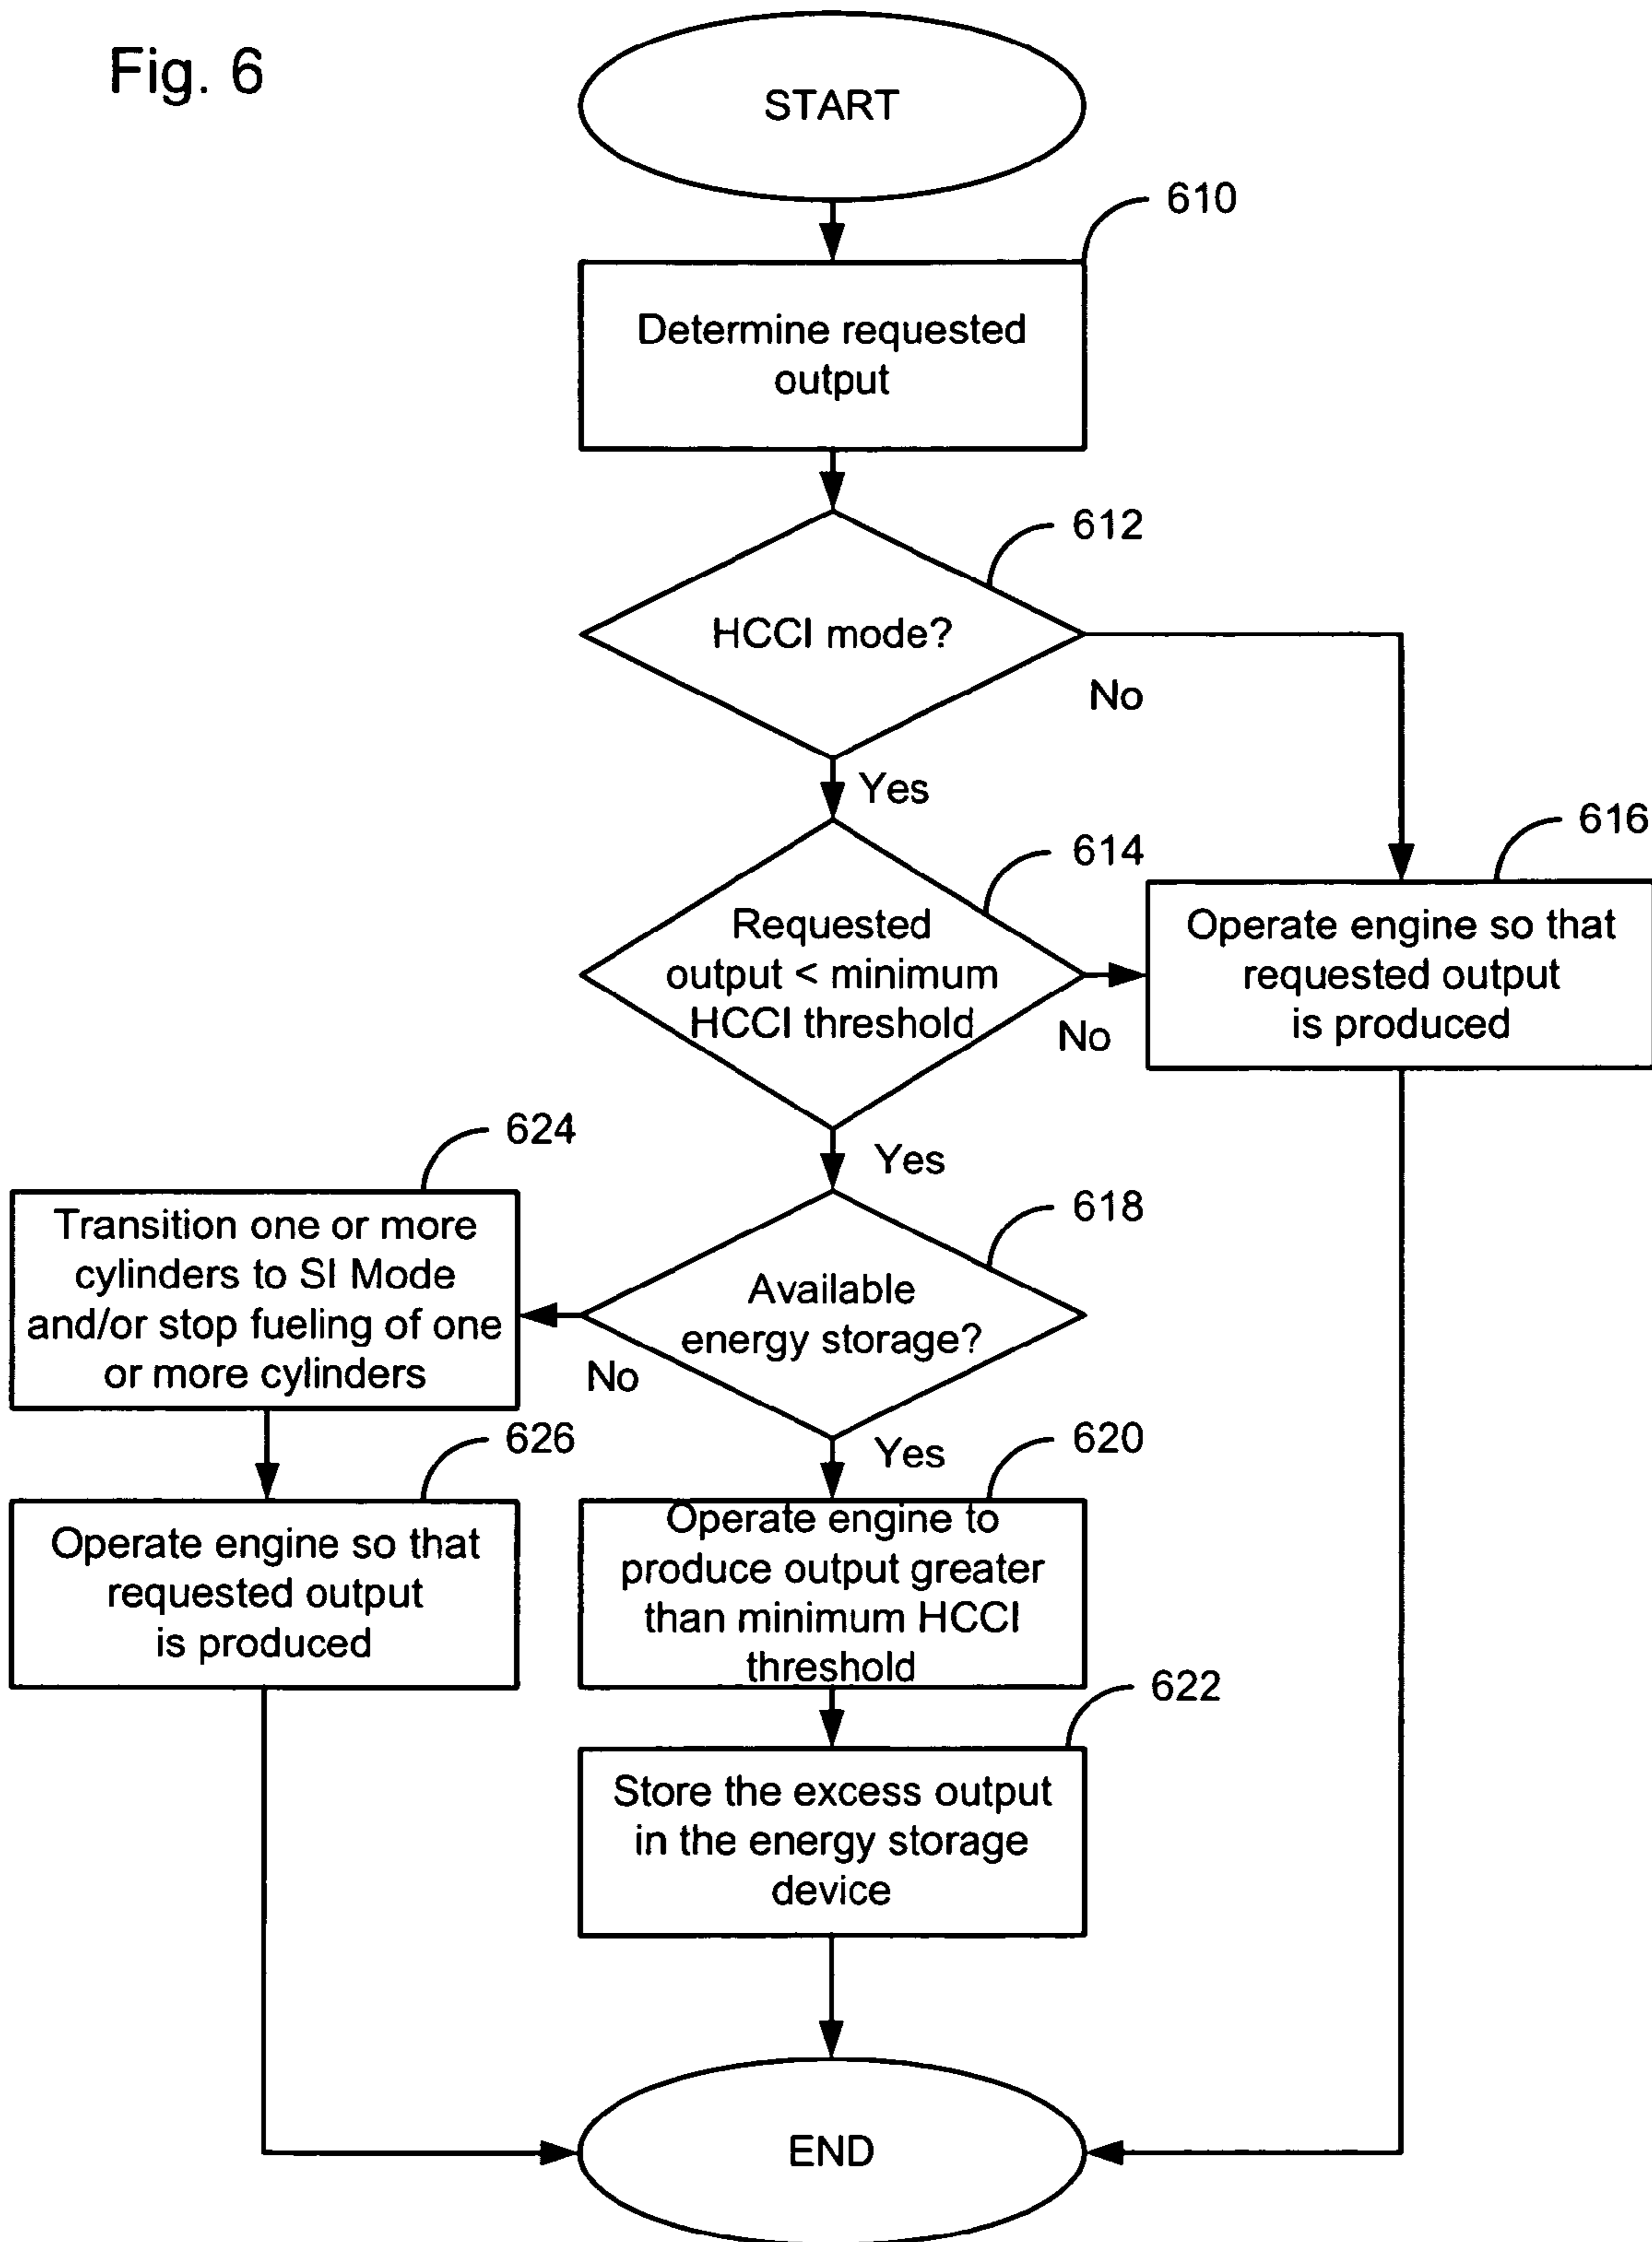 Fig. 6
START
610
Determine requested
output
612
HCCI mode?
No
Yes
616
614
Requested
output < minimum
HCCI threshold
No
Operate engine so that
requested output
is produced
Yes
624
Transition one or more
cylinders to SI Mode
and/or stop fueling of one
or more cylinders
618
Available
energy storage?
No
Yes
626
Operate engine so that
requested output
is produced
620
Operate engine to
produce output greater
than minimum HCCI
threshold
622
Store the excess output
in the energy storage
device
END